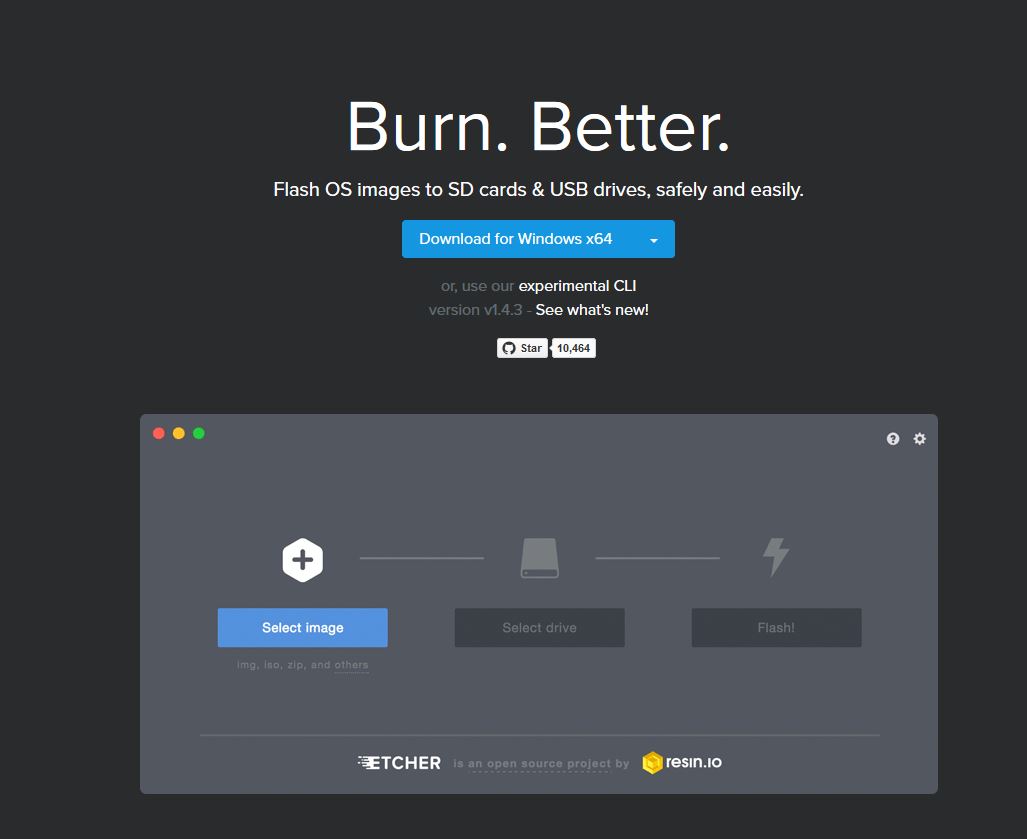 Burn. Better.
Flash OS images to SD cards & USB drives, safely and easily.
Download for Windows x64
or, use our experimental CLI
version v1.4.3 - See what's new!
Star 10,464
Select image
Select drive
Flash!
img, iso, zip, and others
ETCHER is an open source project by resin.io